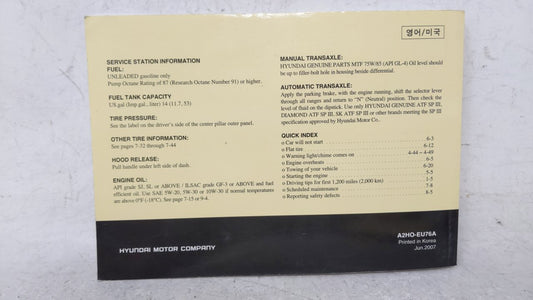 영어/미국
SERVICE STATION INFORMATION
FUEL:
UNLEADED gasoline only
Pump Octane Rating of 87 (Research Octane Number 91) or higher.
FUEL TANK CAPACITY
US.gal (Imp.gal., liter) 14 (11.7, 53)
TIRE PRESSURE:
See the label on the driver's side of the center pillar outer panel.
OTHER TIRE INFORMATION:
See pages 7-32 through 7-44
HOOD RELEASE:
Pull handle under left side of dash.
ENGINE OIL:
API grade SJ, SL or ABOVE / ILSAC grade GF-3 or ABOVE and fuel
efficient oil. Use SAE 5W-20, 5W-30 or 10W-30 if normal temperatures
are above 0°F (-18°C). See page 7-15 or 9-4.
MANUAL TRANSAXLE:
HYUNDAI GENUINE PARTS MTF 75W/85 (API GL-4) Oil level should
be up to filler-bolt hole in housing beside differential.
AUTOMATIC TRANSAXLE:
Apply the parking brake, with the engine running, shift the selector lever
through all ranges and return to "N" (Neutral) position. Then check the
level of fluid on the dipstick. Use only HYUNDAI GENUINE ATF SP III,
DIAMOND ATF SP III, SK ATF SP III or other brands meeting the SP III
specification approved by Hyundai Motor Co..
QUICK INDEX
• Car will not start 6-3
• Flat tire 6-12
• Warning light/chime comes on 4-44 ~ 4-49
• Engine overheats 6-5
• Towing of your vehicle 6-20
• Starting the engine 5-5
• Driving tips for first 1,200 miles (2,000 km) 1-5
• Scheduled maintenance 7-8
• Reporting safety defects 8-5
HYUNDAI MOTOR COMPANY
A2HO-EU76A
Printed in Korea
Jun.2007